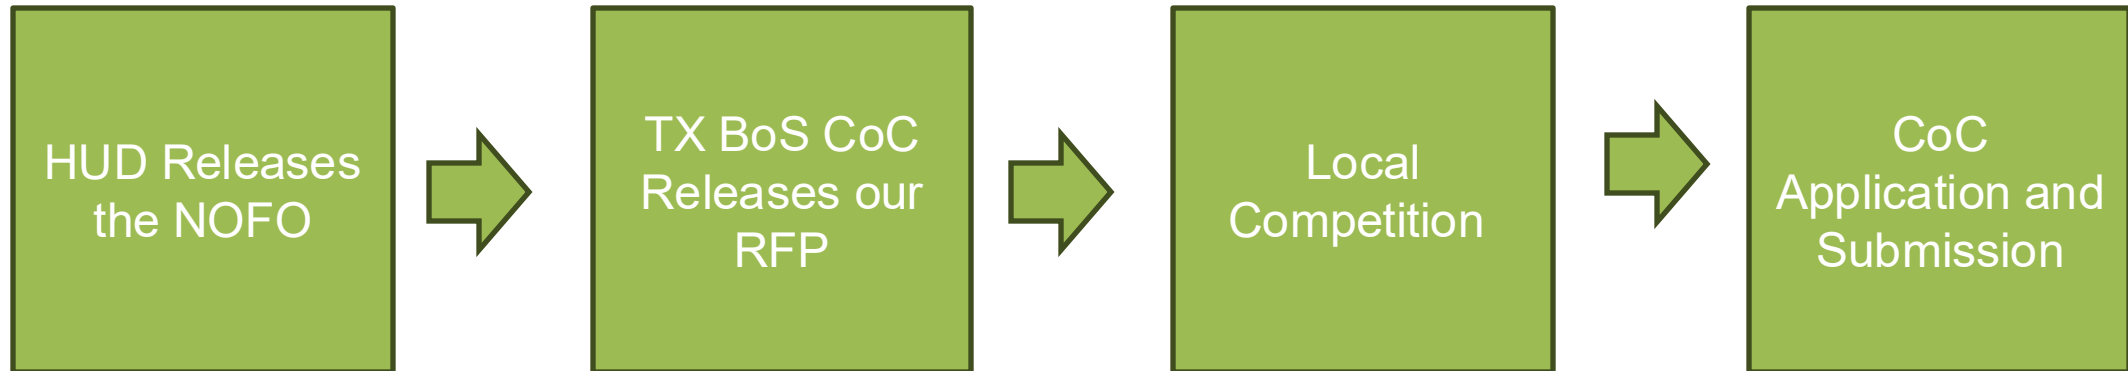 HUD Releases
the NOFO
TX BoS CoC
Releases our
RFP
Local
Competition
CoC
Application and
Submission